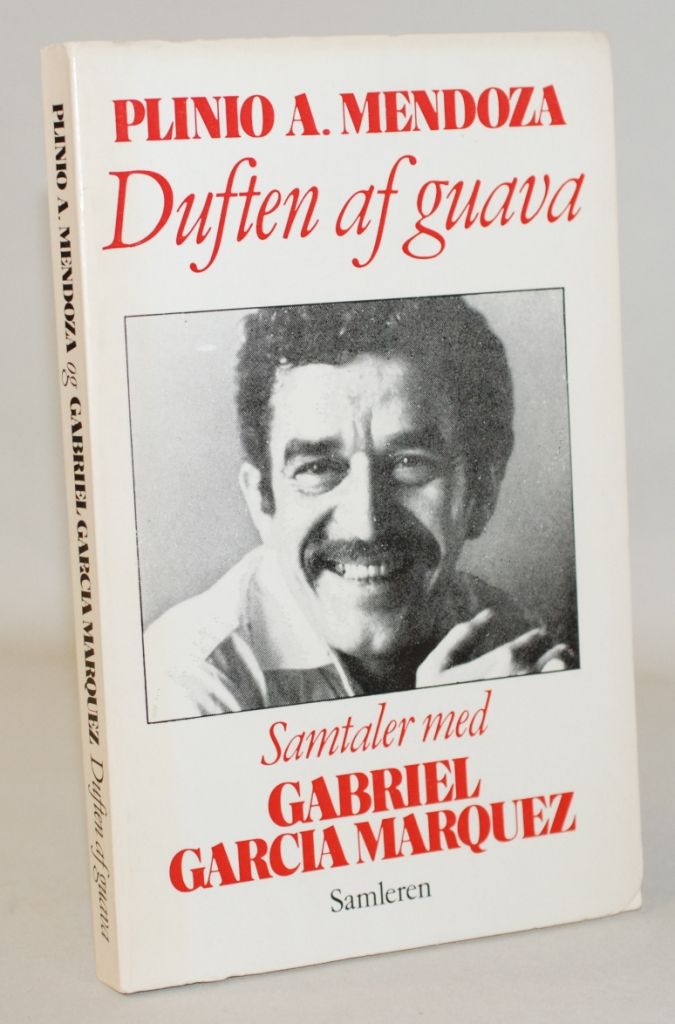 PLINIO A. MENDOZA
Duften af guava
Samtaler med
GABRIEL
GARCIA MARQUEZ
Samleren
PLINIO A. MENDOZA og GABRIEL GARCIA MARQUEZ Duften af guava